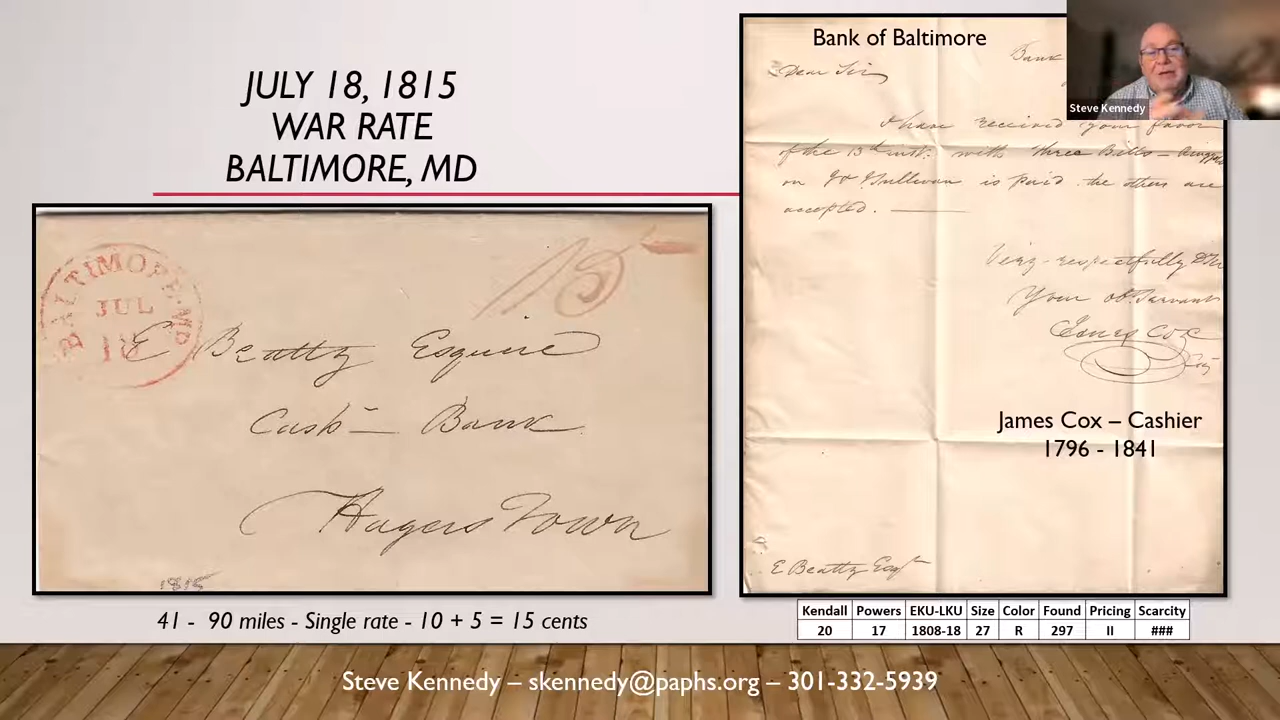 JULY 18, 1815
WAR RATE
BALTIMORE, MD
BALTIMORE. MD
JUL
18
15
E Beatty Esquire
Cash - Bank
Hagers Town
1815
41 - 90 miles - Single rate - 10 + 5 = 15 cents
Bank of Baltimore
Bank
Dear Sir
I have received your favor
of the 13th inst: with three Bills
on is paid. the others are
accepted.
Very respectfully
Your obt Servant
James Cox
James Cox – Cashier
1796 - 1841
E Beatty Esqr
Kendall Powers EKU-LKU Size Color Found Pricing Scarcity
20 17 1808-18 27 R 297 II ###
Steve Kennedy
Steve Kennedy – skennedy@paphs.org – 301-332-5939